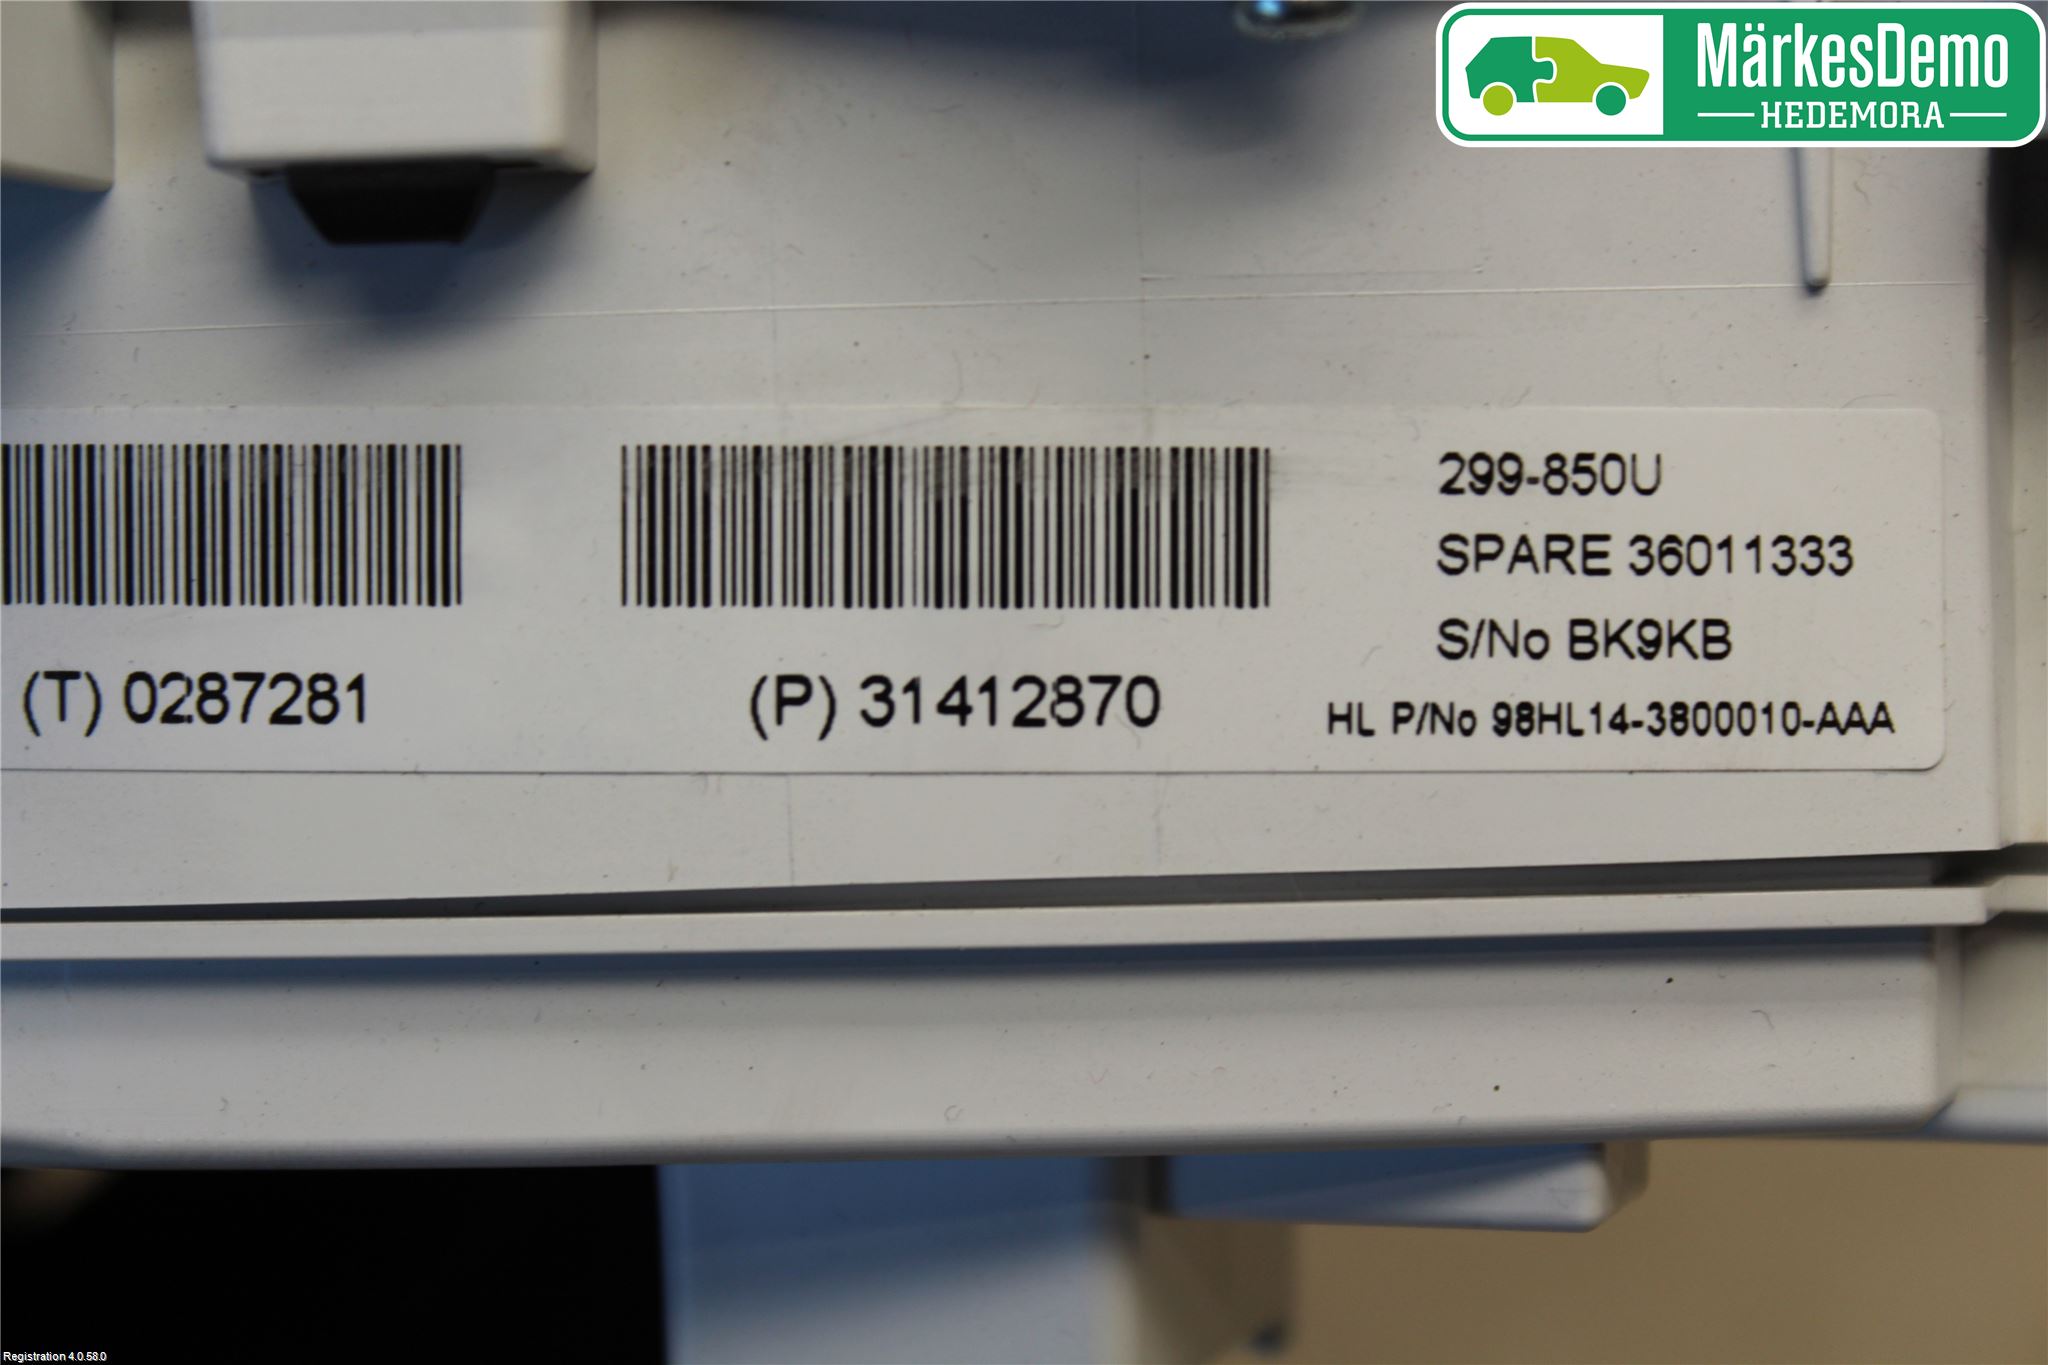 MärkesDemo
HEDEMORA
299-850U
SPARE 36011333
S/No BK9KB
(T) 0287281
(P) 31412870
HL P/No 98HL14-3800010-AAA
Registration 4.0.58.0